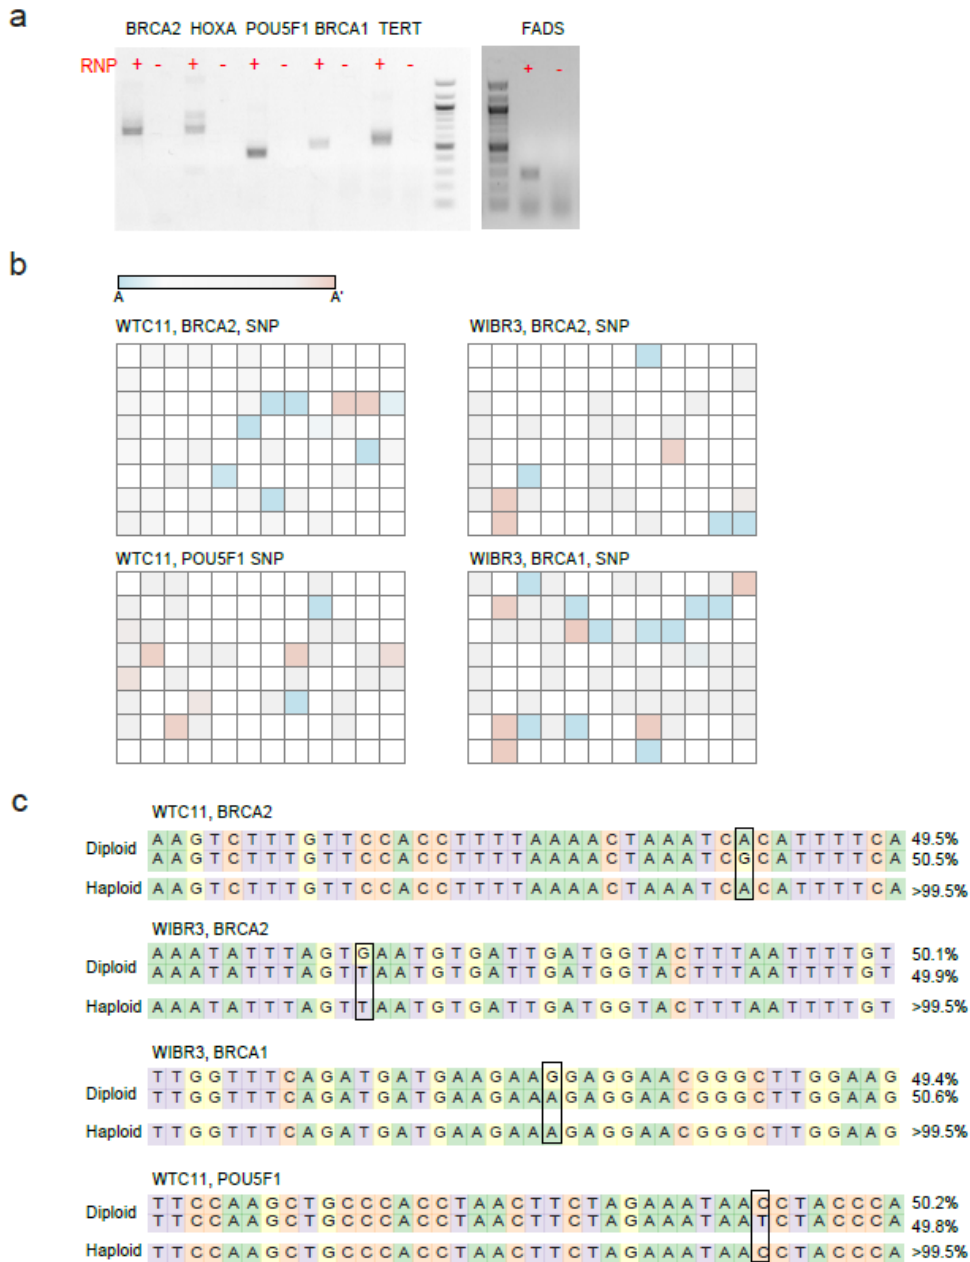 a
BRCA2 HOXA POU5F1 BRCA1 TERT
FADS
RNP + - + - + - + - + -
+ -
b
A A'
WTC11, BRCA2, SNP
WIBR3, BRCA2, SNP
WTC11, POU5F1 SNP
WIBR3, BRCA1, SNP
c
WTC11, BRCA2
Diploid
A A G T C T T T G T T C C A C C T T T T A A A A C T A A A T C A C A T T T T C A 49.5%
A A G T C T T T G T T C C A C C T T T T A A A A C T A A A T C G C A T T T T C A 50.5%
Haploid A A G T C T T T G T T C C A C C T T T T A A A A C T A A A T C A C A T T T T C A >99.5%
WIBR3, BRCA2
Diploid
A A A T A T T T A G T G A A T G T G A T T G A T G G T A C T T T A A T T T T G T 50.1%
A A A T A T T T A G T T A A T G T G A T T G A T G G T A C T T T A A T T T T G T 49.9%
Haploid A A A T A T T T A G T T A A T G T G A T T G A T G G T A C T T T A A T T T T G T >99.5%
WIBR3, BRCA1
Diploid
T T G G T T T C A G A T G A T G A A G A A G G A G G A A C G G G C T T G G A A G 49.4%
T T G G T T T C A G A T G A T G A A G A A A G A G G A A C G G G C T T G G A A G 50.6%
Haploid T T G G T T T C A G A T G A T G A A G A A A G A G G A A C G G G C T T G G A A G >99.5%
WTC11, POU5F1
Diploid
T T C C A A G C T G C C C A C C T A A C T T C T A G A A A T A A C C T A C C C A 50.2%
T T C C A A G C T G C C C A C C T A A C T T C T A G A A A T A A T C T A C C C A 49.8%
Haploid T T C C A A G C T G C C C A C C T A A C T T C T A G A A A T A A C C T A C C C A >99.5%